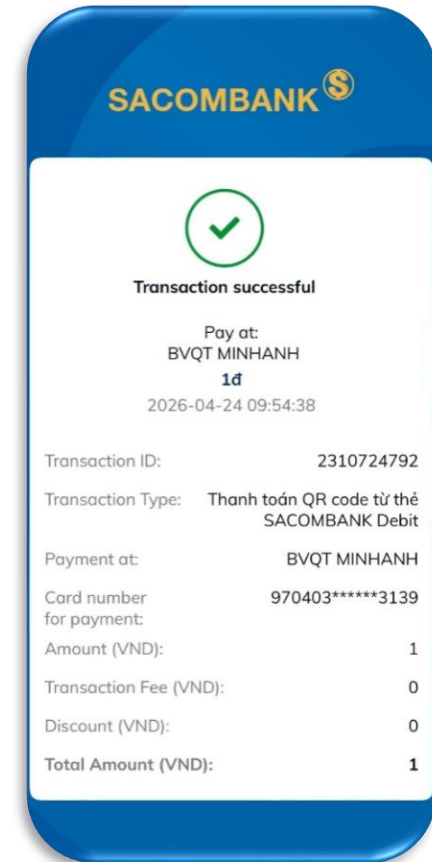 SACOMBANK S
Transaction successful
Pay at:
BVQT MINHANH
1đ
2026-04-24 09:54:38
Transaction ID: 2310724792
Transaction Type: Thanh toán QR code từ thẻ
SACOMBANK Debit
Payment at: BVQT MINHANH
Card number 970403******3139
for payment:
Amount (VND): 1
Transaction Fee (VND): 0
Discount (VND): 0
Total Amount (VND): 1